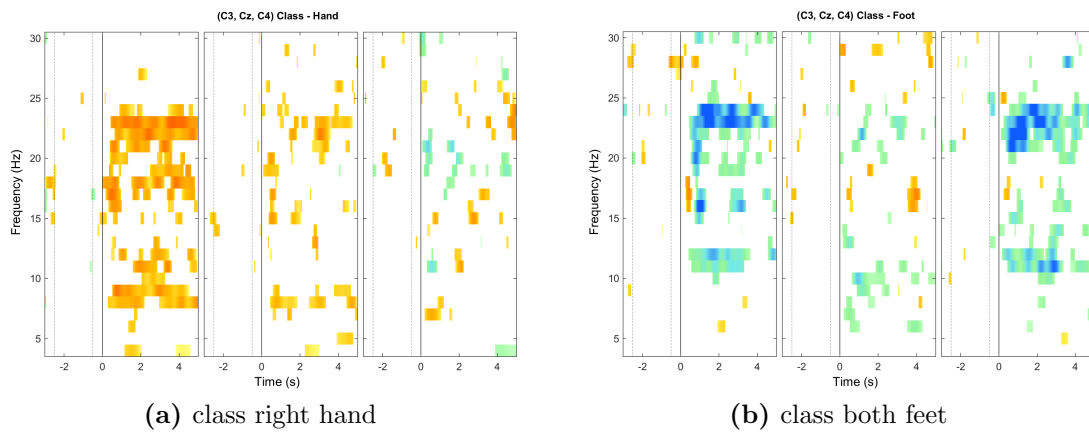 (C3, Cz, C4) Class - Hand
Frequency (Hz)
30
25
20
15
10
5
-2 0 2 4 -2 0 2 4 -2 0 2 4
Time (s)
(a) class right hand
(C3, Cz, C4) Class - Foot
Frequency (Hz)
30
25
20
15
10
5
-2 0 2 4 -2 0 2 4 -2 0 2 4
Time (s)
(b) class both feet